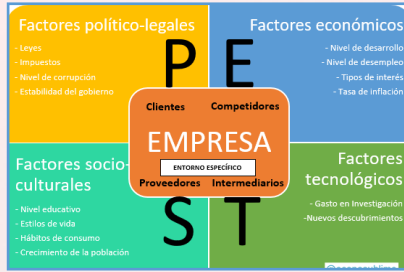 Factores político-legales
- Leyes
- Impuestos
- Nivel de corrupción
- Estabilidad del gobierno
P
E
Factores económicos
- Nivel de desarrollo
- Nivel de desempleo
- Tipos de interés
- Tasa de inflación
Clientes
Competidores
EMPRESA
ENTORNO ESPECÍFICO
Proveedores
Intermediarios
Factores socio-
culturales
- Nivel educativo
- Estilos de vida
- Hábitos de consumo
- Crecimiento de la población
S
T
Factores
tecnológicos
- Gasto en Investigación
-Nuevos descubrimientos